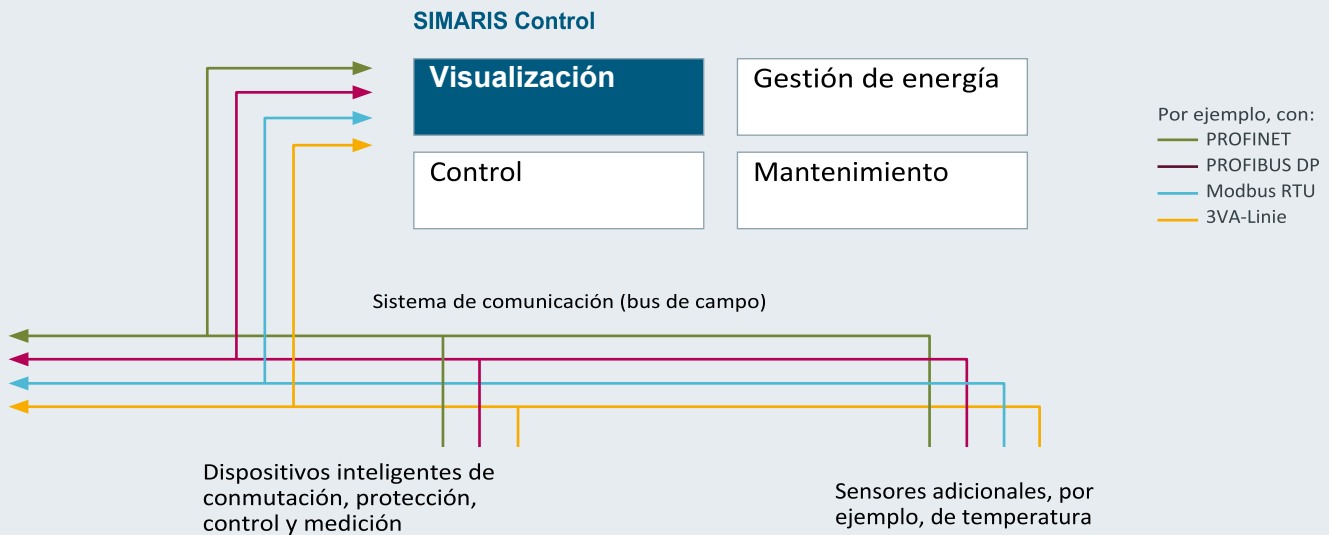 SIMARIS Control
Visualización
Gestión de energía
Control
Mantenimiento
Por ejemplo, con:
PROFINET
PROFIBUS DP
Modbus RTU
3VA-Linie
Sistema de comunicación (bus de campo)
Dispositivos inteligentes de
conmutación, protección,
control y medición
Sensores adicionales, por
ejemplo, de temperatura